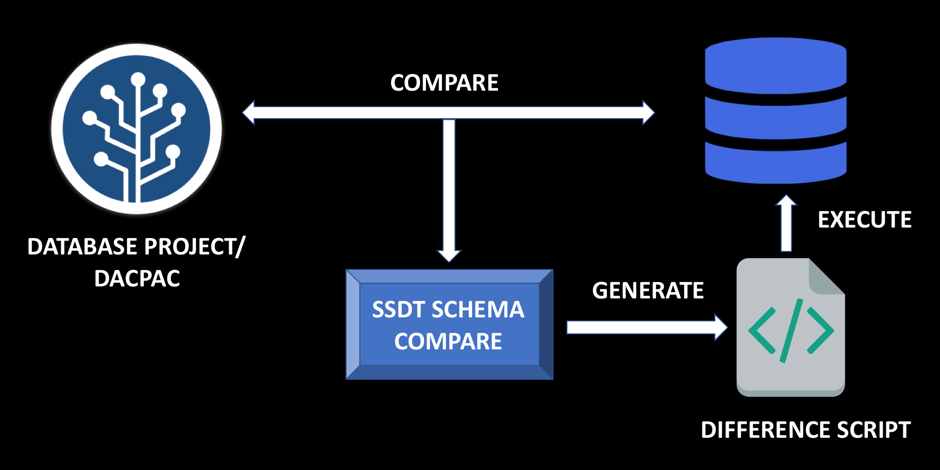 COMPARE
DATABASE PROJECT/
DACPAC
EXECUTE
SSDT SCHEMA
COMPARE
GENERATE
DIFFERENCE SCRIPT